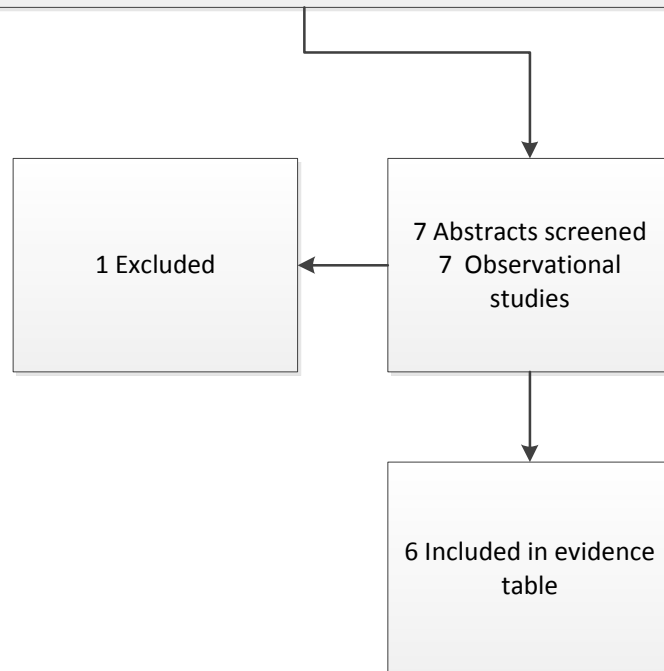 1 Excluded
7 Abstracts screened
7  Observational
studies
6 Included in evidence
table